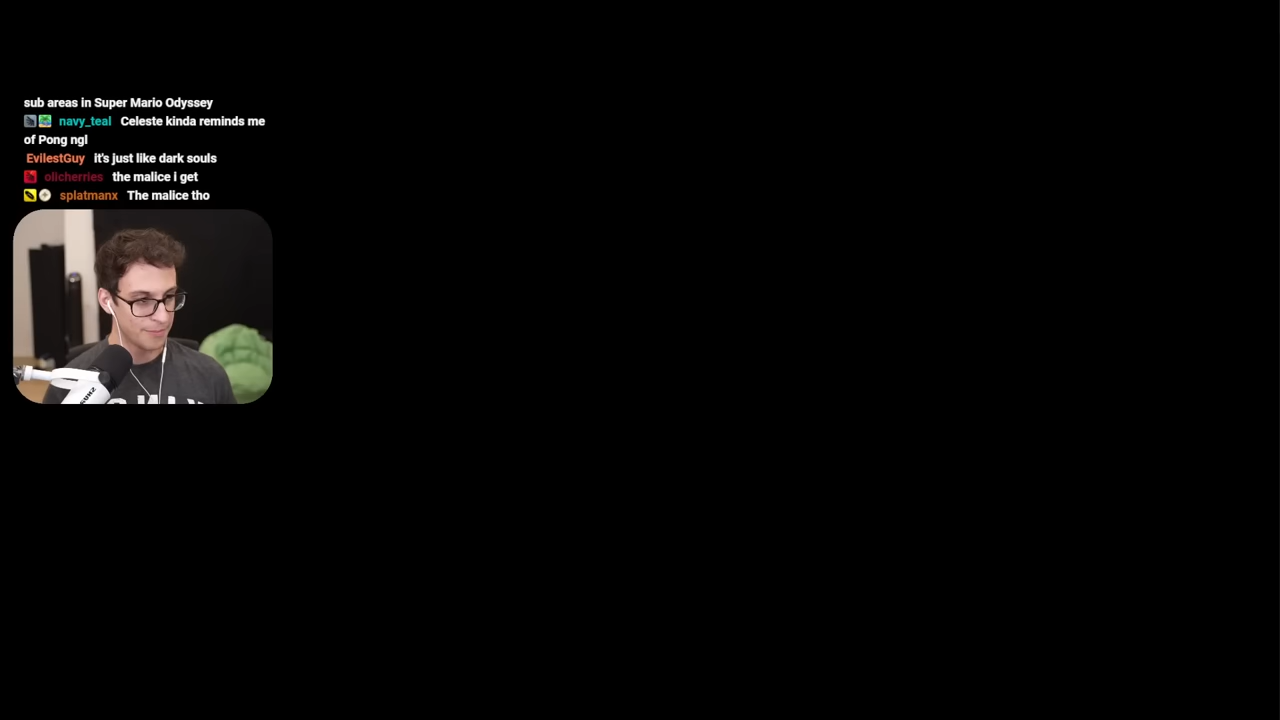 sub areas in Super Mario Odyssey
navy_teal Celeste kinda reminds me
of Pong ngl
EvilestGuy it's just like dark souls
olicherries the malice i get
splatmanx The malice tho